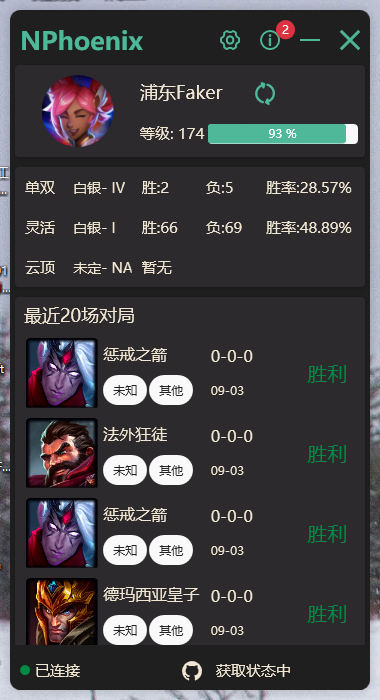 NPhoenix 2
浦东Faker
等级: 174 93 %
单双 白银- IV 胜:2 负:5 胜率:28.57%
灵活 白银- I 胜:66 负:69 胜率:48.89%
云顶 未定- NA 暂无
最近20场对局
惩戒之箭 0-0-0
未知 其他 09-03 胜利
法外狂徒 0-0-0
未知 其他 09-03 胜利
惩戒之箭 0-0-0
未知 其他 09-03 胜利
德玛西亚皇子 0-0-0
未知 其他 09-03 胜利
已连接 获取状态中